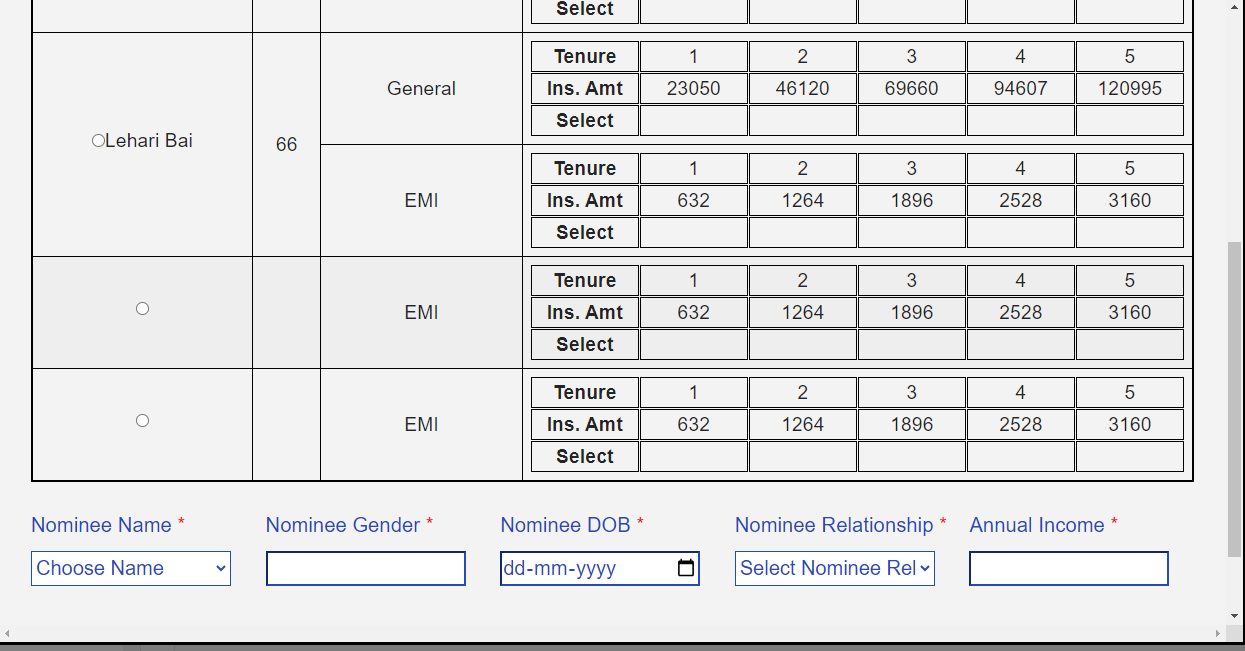 Select
Tenure 1 2 3 4 5
General
Ins. Amt 23050 46120 69660 94607 120995
Select
Lehari Bai
66
Tenure 1 2 3 4 5
EMI
Ins. Amt 632 1264 1896 2528 3160
Select
Tenure 1 2 3 4 5
EMI
Ins. Amt 632 1264 1896 2528 3160
Select
Tenure 1 2 3 4 5
EMI
Ins. Amt 632 1264 1896 2528 3160
Select
Nominee Name * Nominee Gender * Nominee DOB * Nominee Relationship * Annual Income *
Choose Name dd-mm-yyyy Select Nominee Rel